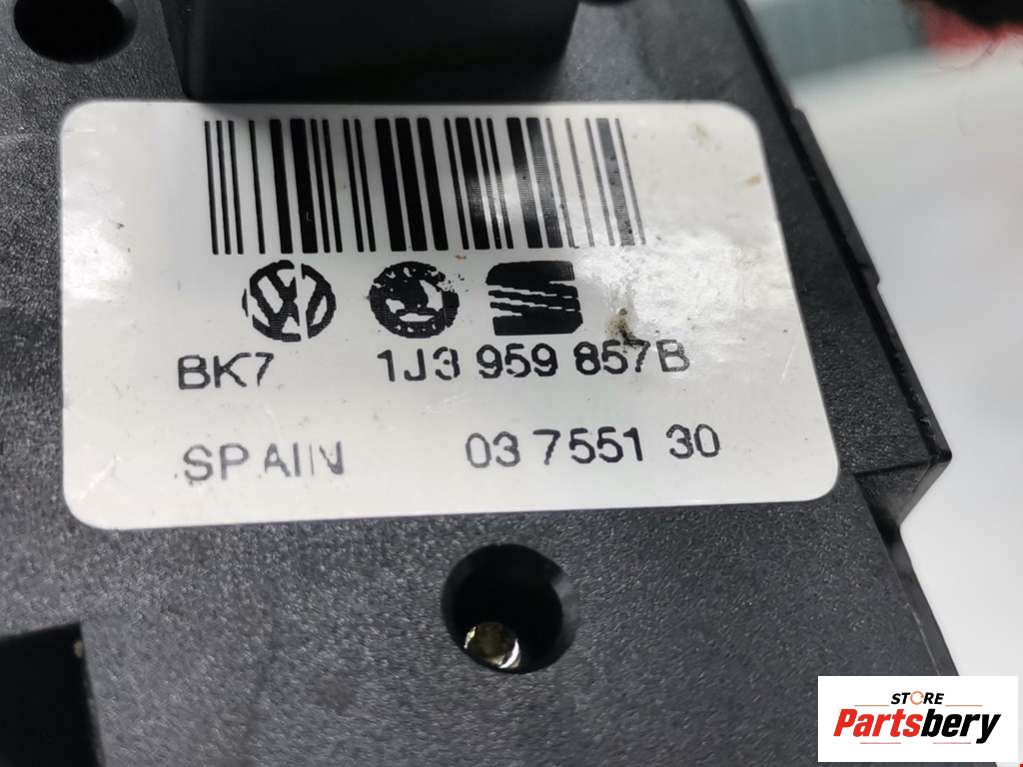 BK7 1J3 959 857B
SPAIN 03 7551 30
STORE
Partsbery